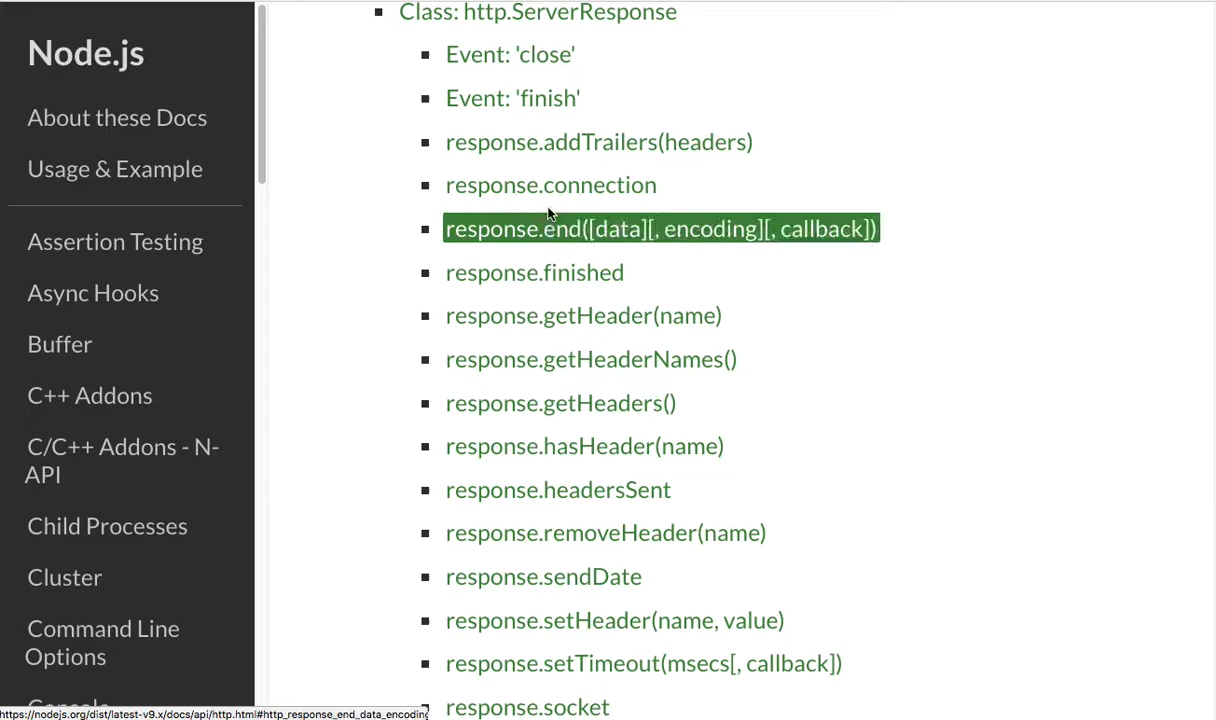 Node.js
About these Docs
Usage & Example
Assertion Testing
Async Hooks
Buffer
C++ Addons
C/C++ Addons - N-
API
Child Processes
Cluster
Command Line
Options
Console
Class: http.ServerResponse
Event: 'close'
Event: 'finish'
response.addTrailers(headers)
response.connection
response.end([data][, encoding][, callback])
response.finished
response.getHeader(name)
response.getHeaderNames()
response.getHeaders()
response.hasHeader(name)
response.headersSent
response.removeHeader(name)
response.sendDate
response.setHeader(name, value)
response.setTimeout(msecs[, callback])
response.socket
https://nodejs.org/dist/latest-v9.x/docs/api/http.html#http_response_end_data_encoding